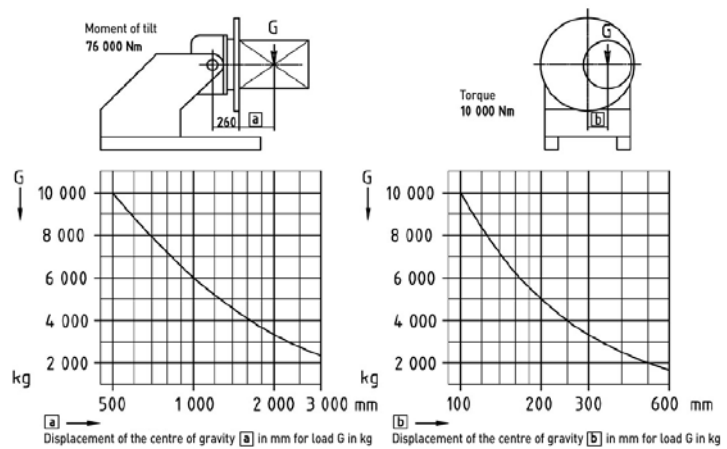 Moment of tilt
76 000 Nm
G
260 a
G
Torque
10 000 Nm
b
G
10 000
8 000
6 000
4 000
2 000
kg
500 1 000 2 000 3 000 mm
a
Displacement of the centre of gravity a in mm for load G in kg
G
10 000
8 000
6 000
4 000
2 000
kg
100 200 300 600 mm
b
Displacement of the centre of gravity b in mm for load G in kg